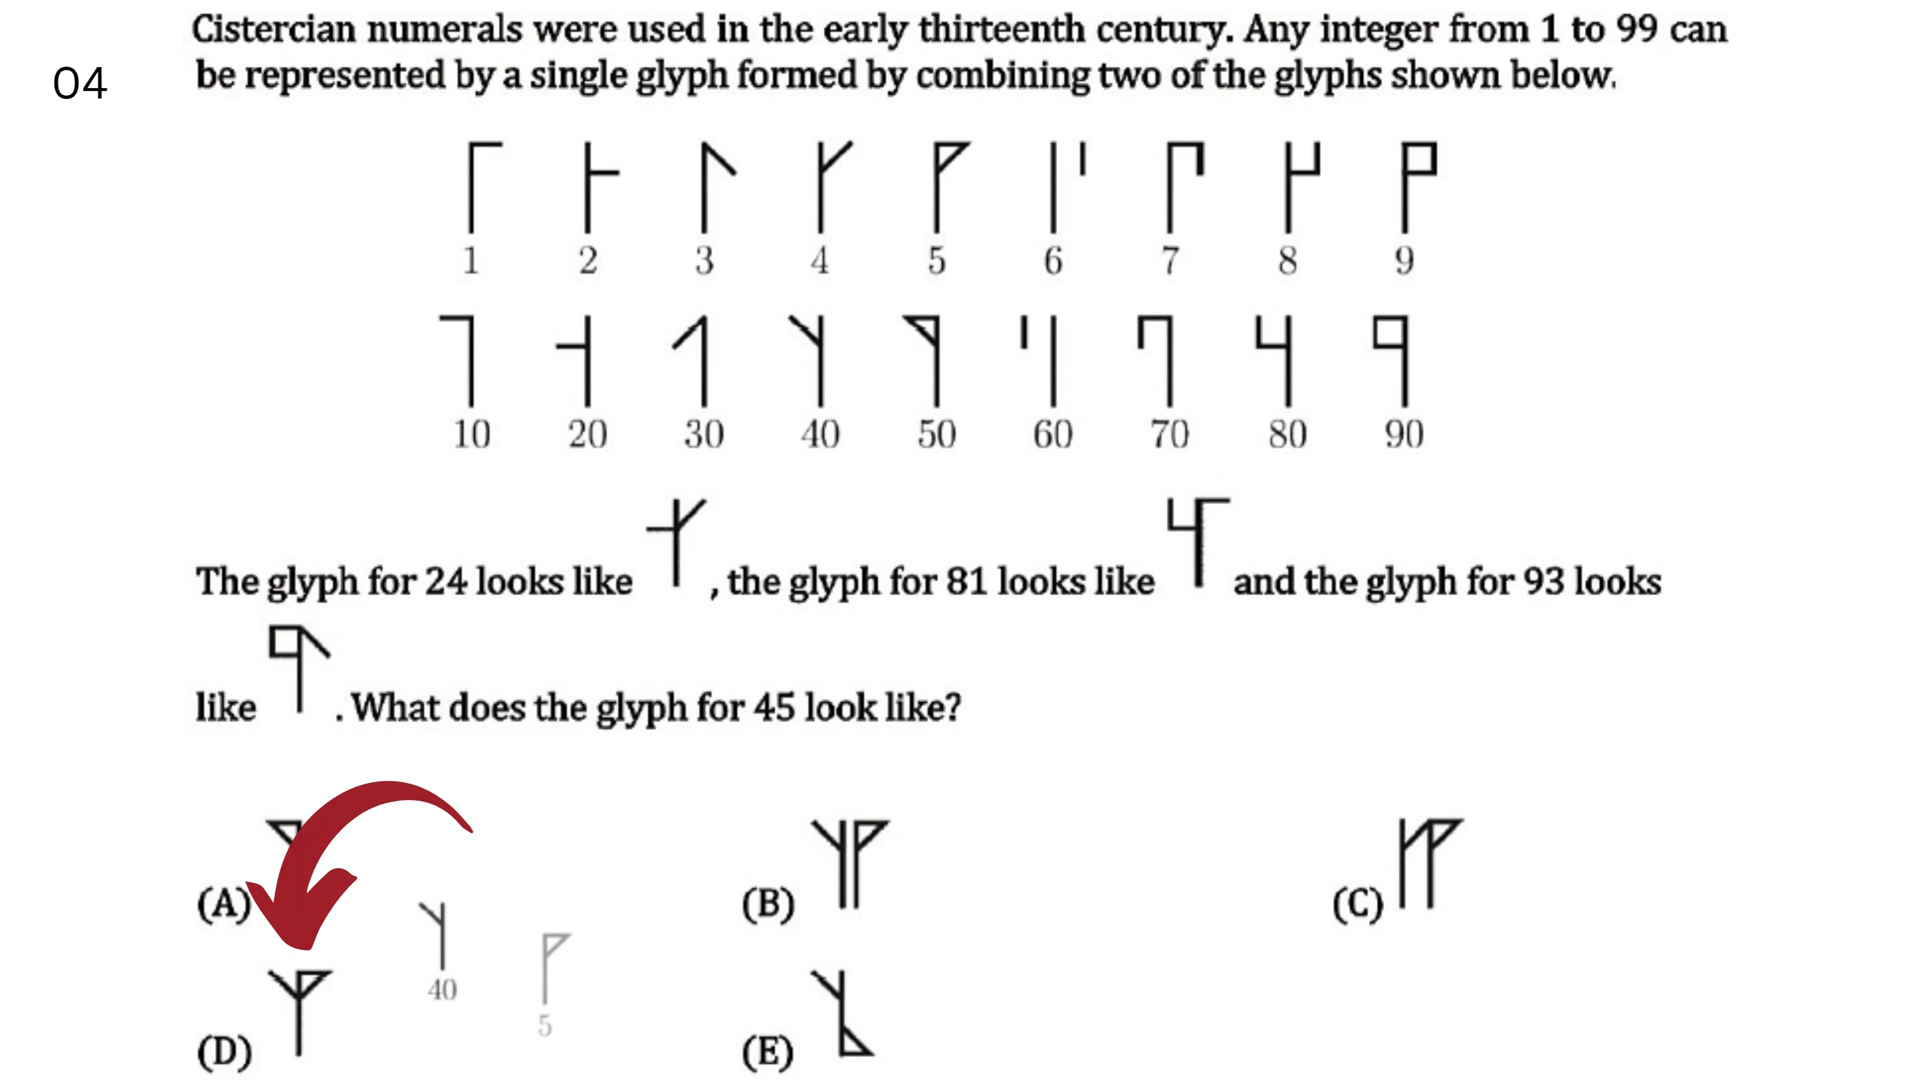 04
Cistercian numerals were used in the early thirteenth century. Any integer from 1 to 99 can
be represented by a single glyph formed by combining two of the glyphs shown below.
1 2 3 4 5 6 7 8 9
10 20 30 40 50 60 70 80 90
The glyph for 24 looks like , the glyph for 81 looks like and the glyph for 93 looks
like . What does the glyph for 45 look like?
(A) (B) (C)
40
5
(D) (E)